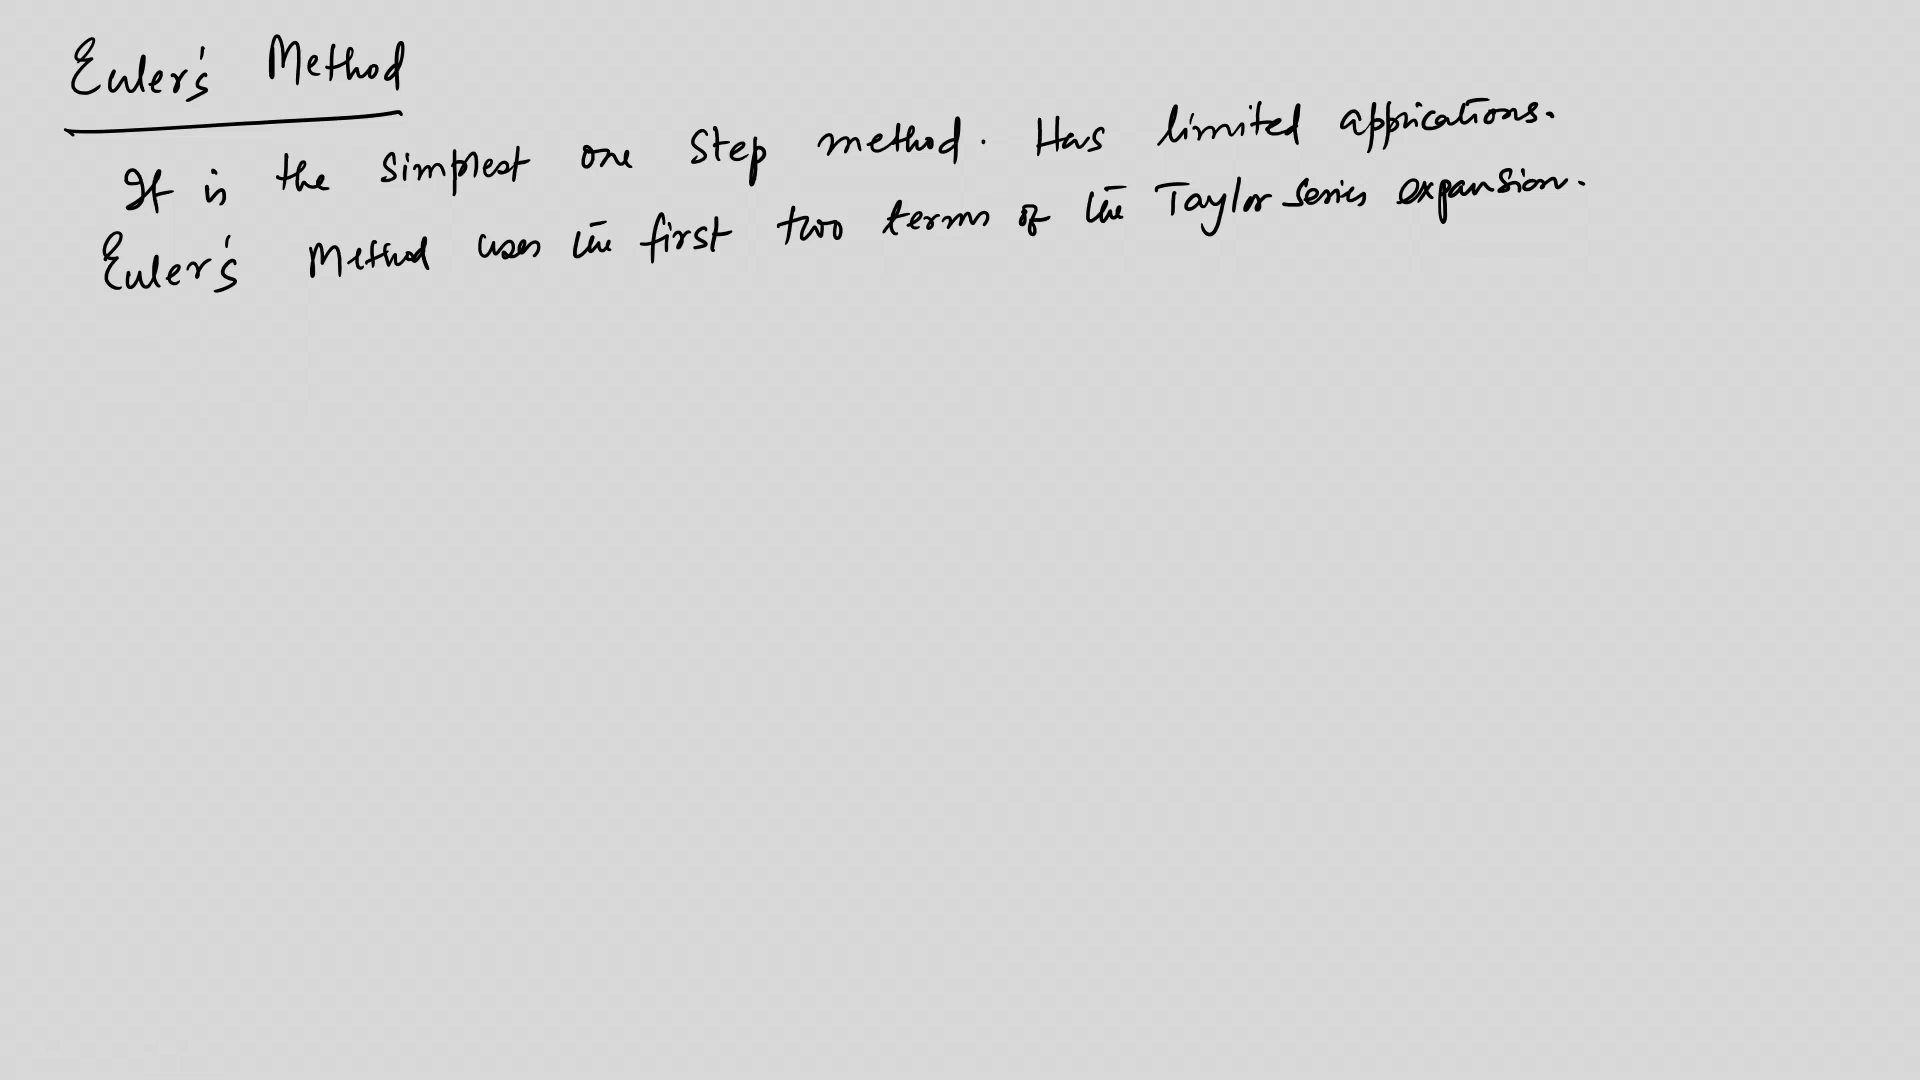 Euler's Method
It is the simplest one step method. Has limited applications.
Euler's Method uses the first two terms of the Taylor series expansion.